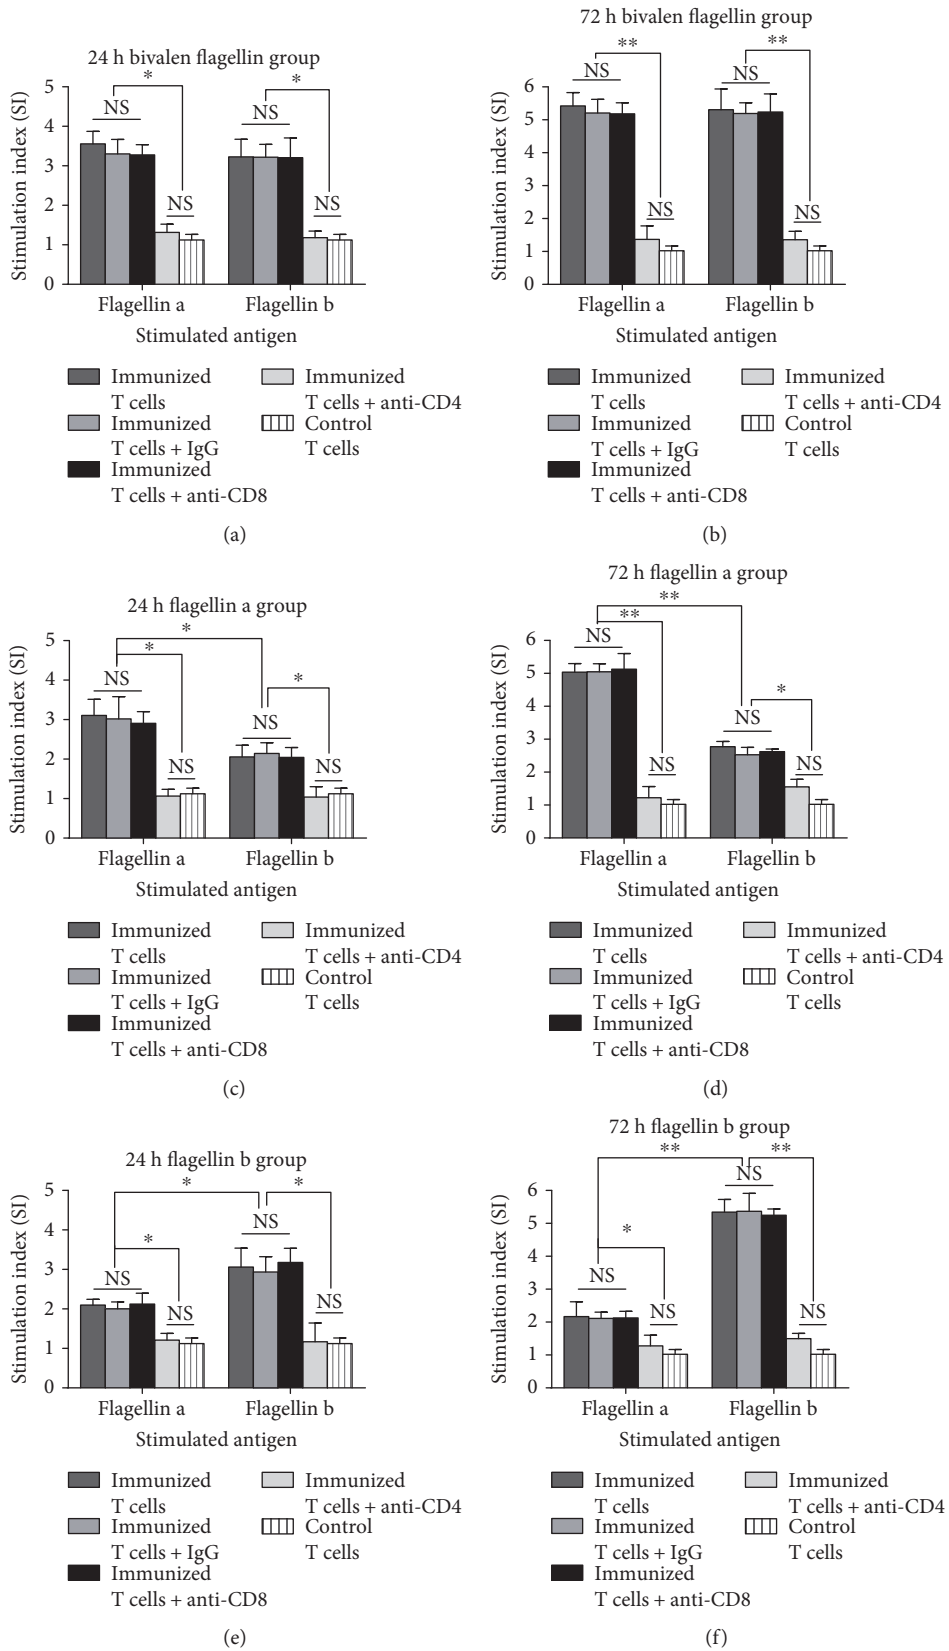 24 h bivalen flagellin group
Stimulation index (SI)
5
4
3
2
1
0
*
*
NS
NS
NS
NS
Flagellin a
Flagellin b
Stimulated antigen
Immunized
T cells
Immunized
T cells + IgG
Immunized
T cells + anti-CD8
Immunized
T cells + anti-CD4
Control
T cells
(a)
72 h bivalen flagellin group
Stimulation index (SI)
6
5
4
3
2
1
0
**
**
NS
NS
NS
NS
Flagellin a
Flagellin b
Stimulated antigen
Immunized
T cells
Immunized
T cells + IgG
Immunized
T cells + anti-CD8
Immunized
T cells + anti-CD4
Control
T cells
(b)
24 h flagellin a group
Stimulation index (SI)
5
4
3
2
1
0
*
*
*
NS
NS
NS
NS
Flagellin a
Flagellin b
Stimulated antigen
Immunized
T cells
Immunized
T cells + IgG
Immunized
T cells + anti-CD8
Immunized
T cells + anti-CD4
Control
T cells
(c)
72 h flagellin a group
Stimulation index (SI)
6
5
4
3
2
1
0
**
**
*
NS
NS
NS
NS
Flagellin a
Flagellin b
Stimulated antigen
Immunized
T cells
Immunized
T cells + IgG
Immunized
T cells + anti-CD8
Immunized
T cells + anti-CD4
Control
T cells
(d)
24 h flagellin b group
Stimulation index (SI)
5
4
3
2
1
0
*
*
*
NS
NS
NS
NS
Flagellin a
Flagellin b
Stimulated antigen
Immunized
T cells
Immunized
T cells + IgG
Immunized
T cells + anti-CD8
Immunized
T cells + anti-CD4
Control
T cells
(e)
72 h flagellin b group
Stimulation index (SI)
6
5
4
3
2
1
0
**
**
*
NS
NS
NS
NS
Flagellin a
Flagellin b
Stimulated antigen
Immunized
T cells
Immunized
T cells + IgG
Immunized
T cells + anti-CD8
Immunized
T cells + anti-CD4
Control
T cells
(f)